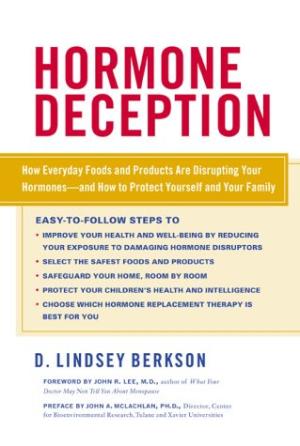 HORMONE
DECEPTION
How Everyday Foods and Products Are Disrupting Your
Hormones—and How to Protect Yourself and Your Family
EASY-TO-FOLLOW STEPS TO
• IMPROVE YOUR HEALTH AND WELL-BEING BY REDUCING
YOUR EXPOSURE TO DAMAGING HORMONE DISRUPTORS
• SELECT THE SAFEST FOODS AND PRODUCTS
• SAFEGUARD YOUR HOME, ROOM BY ROOM
• PROTECT YOUR CHILDREN'S HEALTH AND INTELLIGENCE
• CHOOSE WHICH HORMONE REPLACEMENT THERAPY IS
BEST FOR YOU
D. LINDSEY BERKSON
FOREWORD BY JOHN R. LEE, M.D., author of What Your
Doctor May Not Tell You About Menopause
PREFACE BY JOHN A. MCLACHLAN, PH.D., Director, Center
for Bioenvironmental Research, Tulane and Xavier Universities